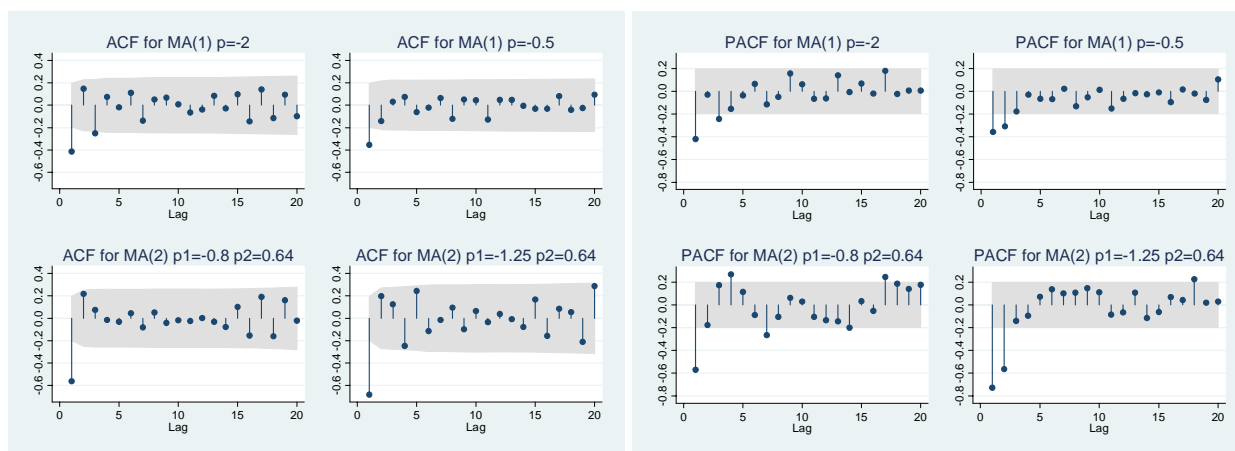 ACF for MA(1) p=-2
-0.6 -0.4 -0.2 0.0 0.2 0.4
0 5 10 15 20
Lag
ACF for MA(1) p=-0.5
-0.6 -0.4 -0.2 0.0 0.2 0.4
0 5 10 15 20
Lag
ACF for MA(2) p1=-0.8 p2=0.64
-0.6 -0.4 -0.2 0.0 0.2 0.4
0 5 10 15 20
Lag
ACF for MA(2) p1=-1.25 p2=0.64
-0.6 -0.4 -0.2 0.0 0.2 0.4
0 5 10 15 20
Lag
PACF for MA(1) p=-2
-0.8 -0.6 -0.4 -0.2 0.0 0.2
0 5 10 15 20
Lag
PACF for MA(1) p=-0.5
-0.8 -0.6 -0.4 -0.2 0.0 0.2
0 5 10 15 20
Lag
PACF for MA(2) p1=-0.8 p2=0.64
-0.8 -0.6 -0.4 -0.2 0.0 0.2
0 5 10 15 20
Lag
PACF for MA(2) p1=-1.25 p2=0.64
-0.8 -0.6 -0.4 -0.2 0.0 0.2
0 5 10 15 20
Lag